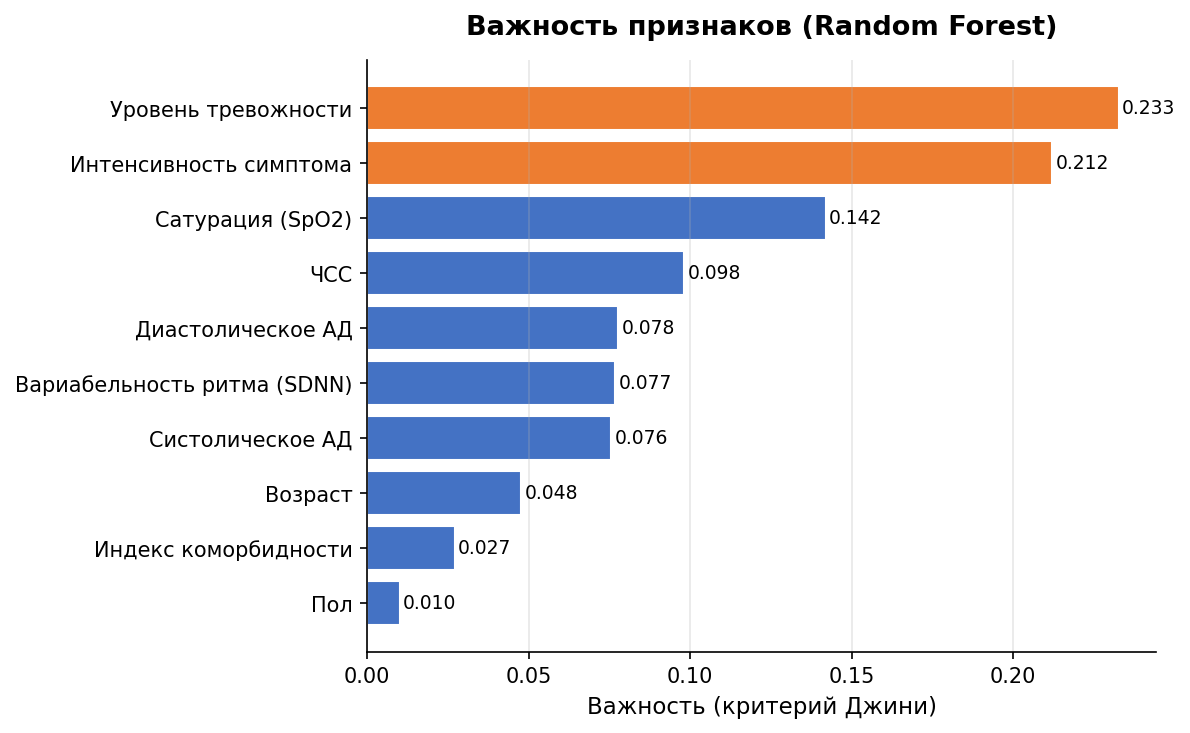 Важность признаков (Random Forest)
Уровень тревожности 0.233
Интенсивность симптома 0.212
Сатурация (SpO2) 0.142
ЧСС 0.098
Диастолическое АД 0.078
Вариабельность ритма (SDNN) 0.077
Систолическое АД 0.076
Возраст 0.048
Индекс коморбидности 0.027
Пол 0.010
0.00 0.05 0.10 0.15 0.20
Важность (критерий Джини)